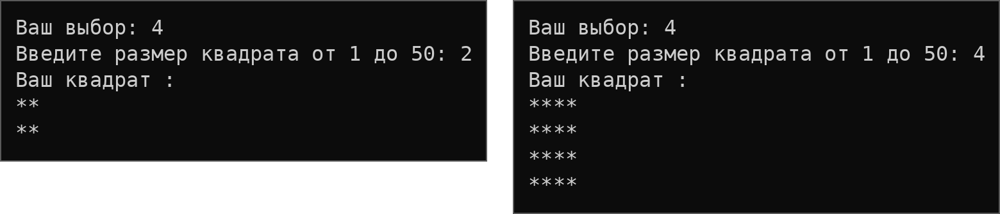 Ваш выбор: 4
Введите размер квадрата от 1 до 50: 2
Ваш квадрат :
**
**
Ваш выбор: 4
Введите размер квадрата от 1 до 50: 4
Ваш квадрат :
****
****
****
****